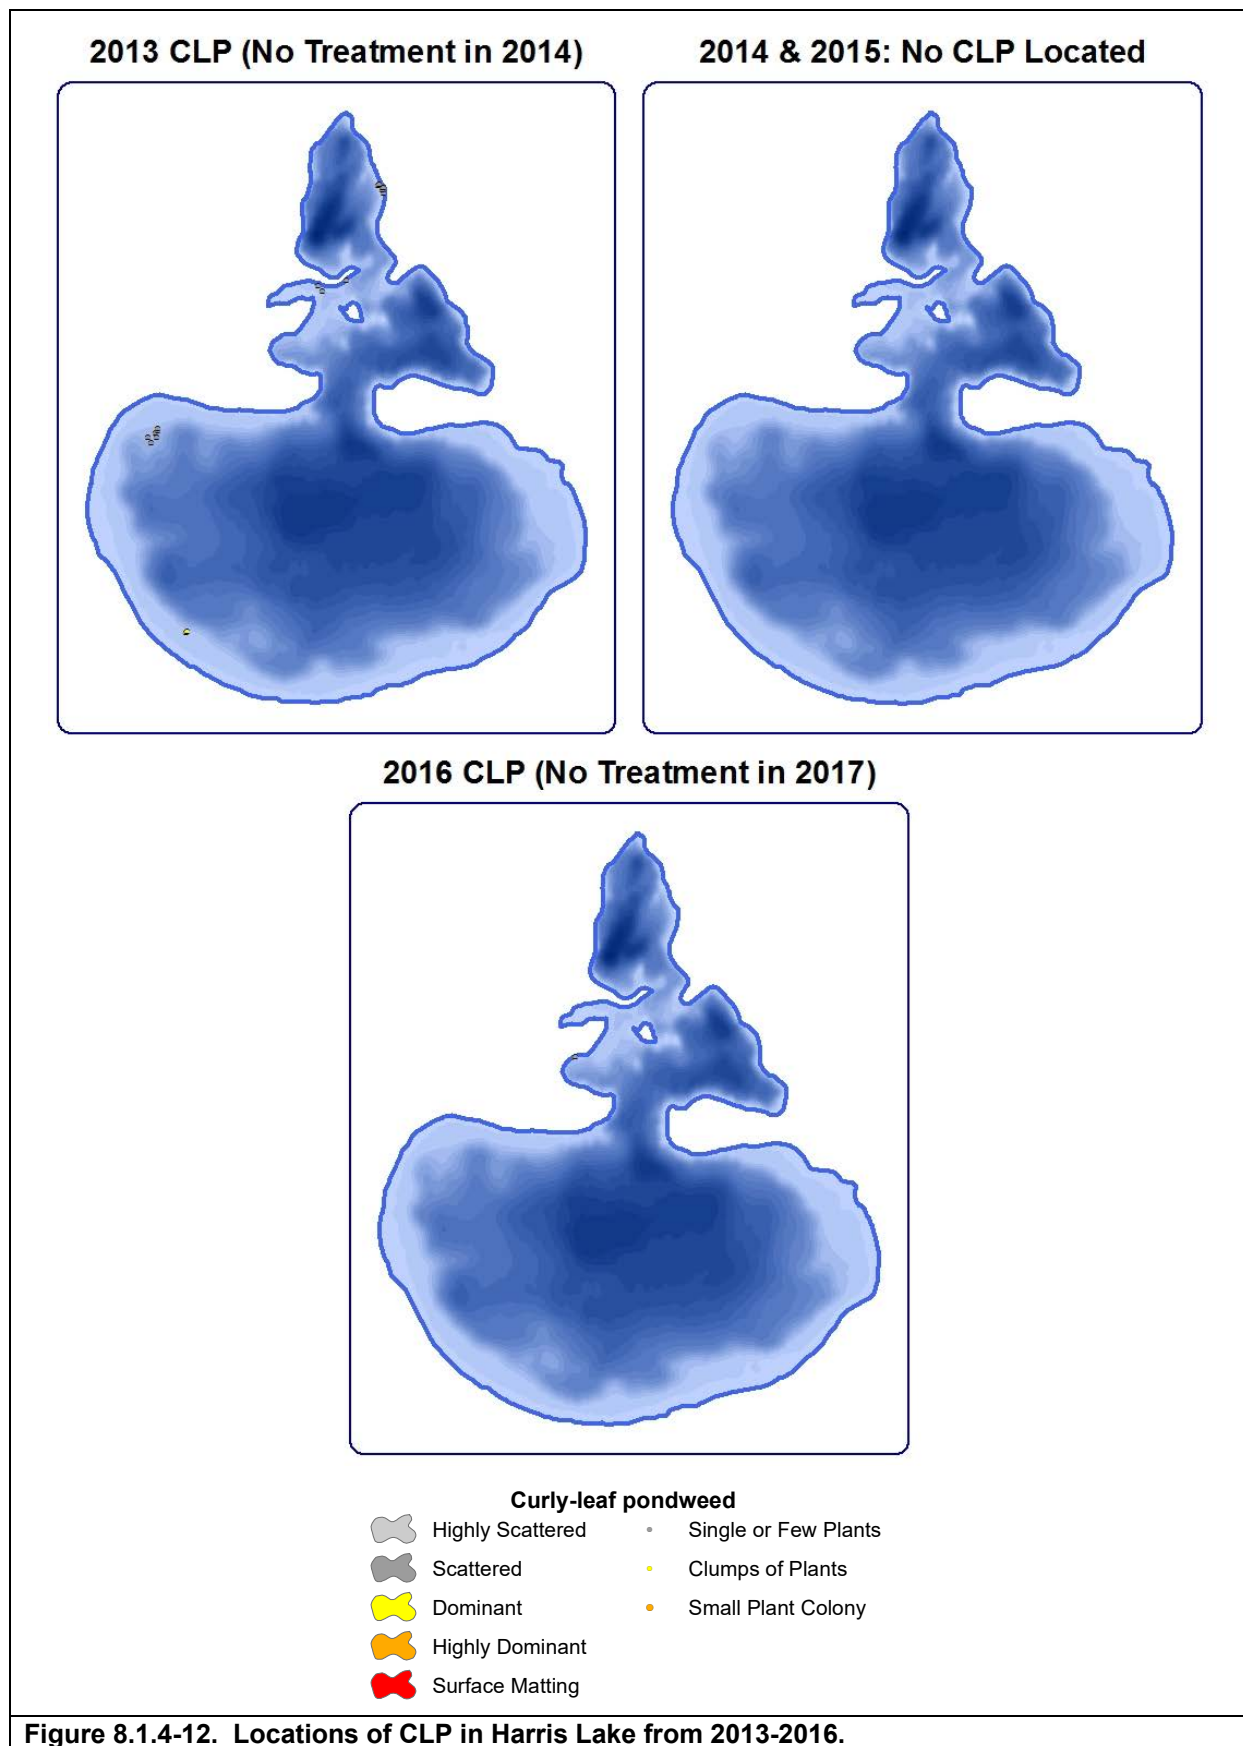 2013 CLP (No Treatment in 2014)
2014 & 2015: No CLP Located
2016 CLP (No Treatment in 2017)
Curly-leaf pondweed
Highly Scattered
Scattered
Dominant
Highly Dominant
Surface Matting
Single or Few Plants
Clumps of Plants
Small Plant Colony
Figure 8.1.4-12. Locations of CLP in Harris Lake from 2013-2016.